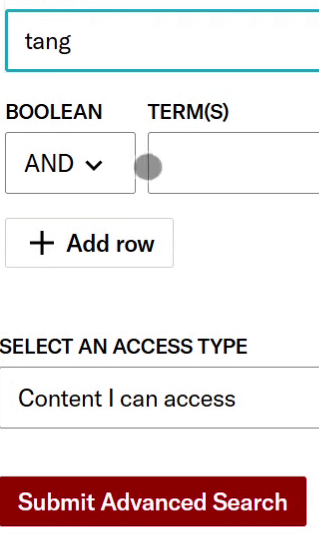 tang
BOOLEAN TERM(S)
AND
+ Add row
SELECT AN ACCESS TYPE
Content I can access
Submit Advanced Search